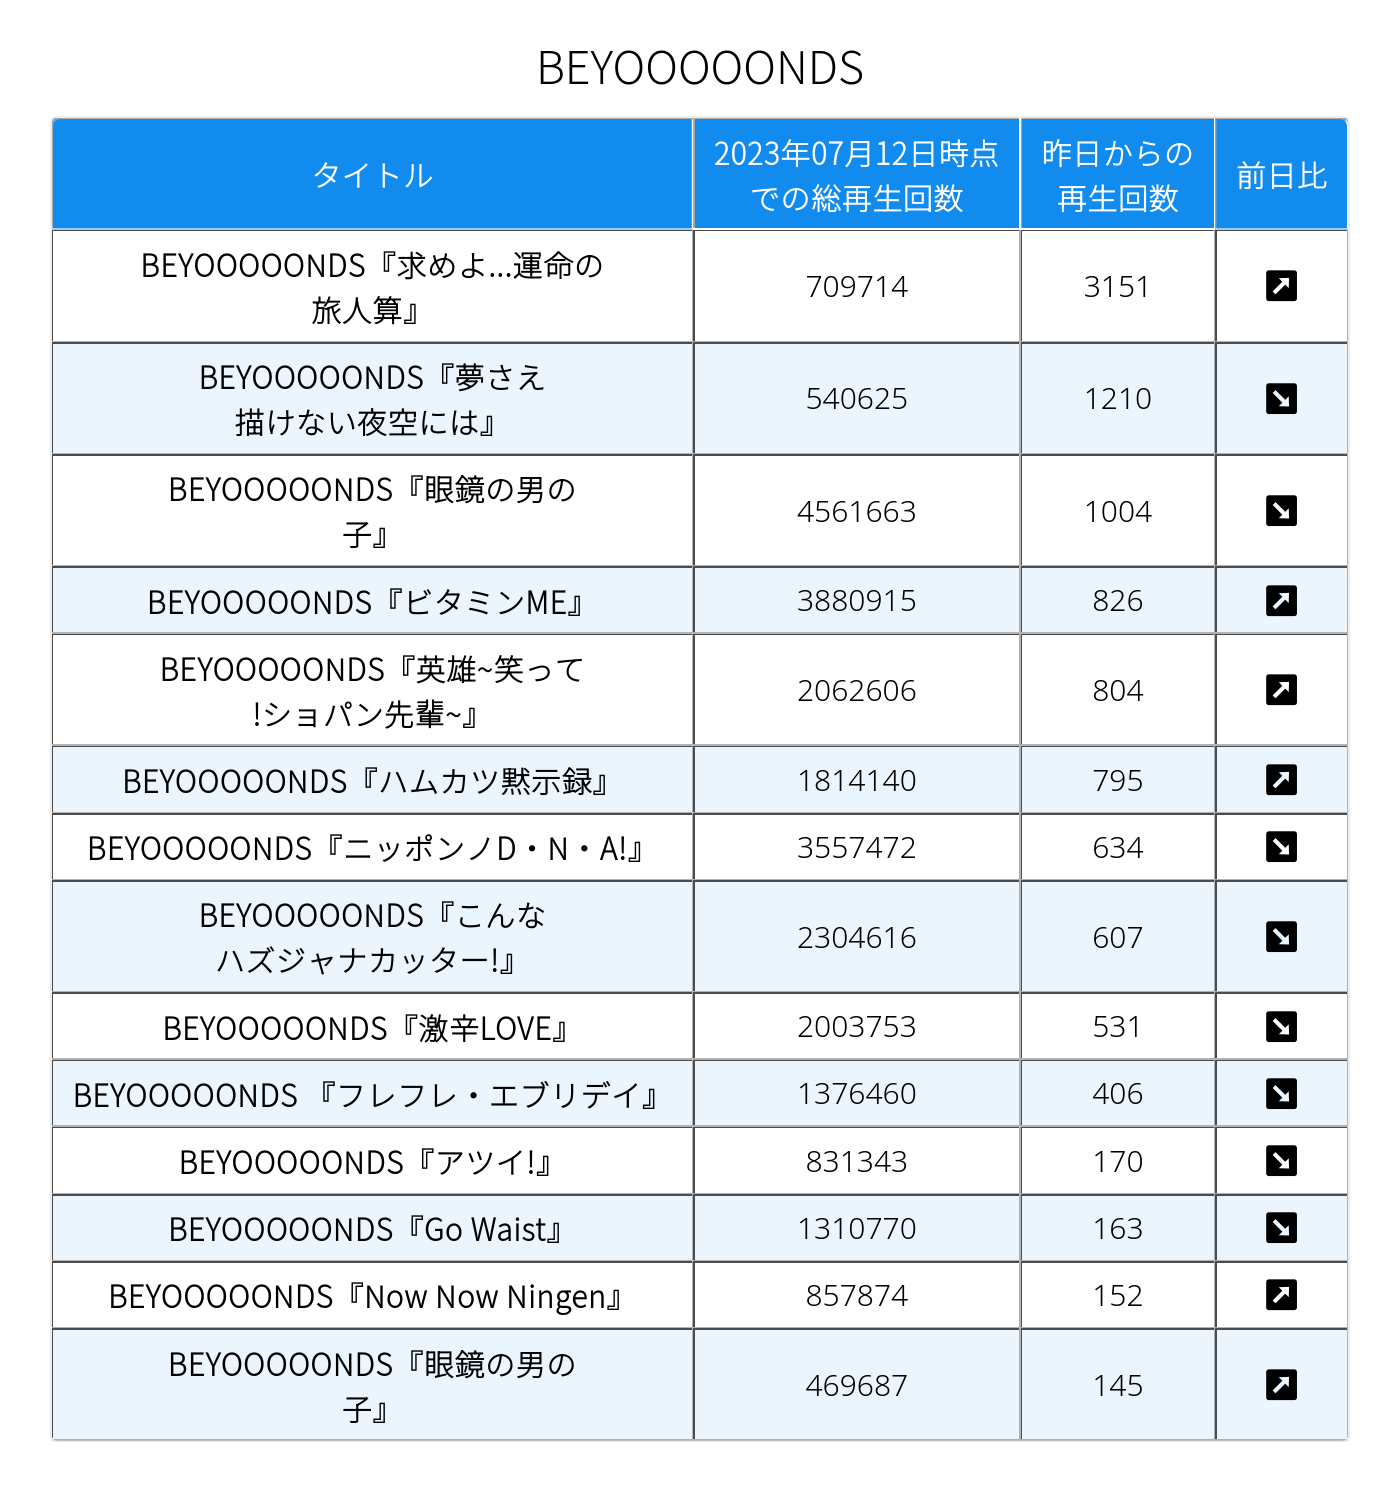 BEYOOOOONDS
タイトル
2023年07月12日時点
での総再生回数
昨日からの
再生回数
前日比
BEYOOOOONDS『求めよ...運命の
旅人算』
709714
3151
BEYOOOOONDS『夢さえ
描けない夜空には』
540625
1210
BEYOOOOONDS『眼鏡の男の
子』
4561663
1004
BEYOOOOONDS『ビタミンME』
3880915
826
BEYOOOOONDS『英雄~笑って
!ショパン先輩~』
2062606
804
BEYOOOOONDS『ハムカツ黙示録』
1814140
795
BEYOOOOONDS『ニッポンノD・N・A!』
3557472
634
BEYOOOOONDS『こんな
ハズジャナカッター!』
2304616
607
BEYOOOOONDS『激辛LOVE』
2003753
531
BEYOOOOONDS 『フレフレ・エブリデイ』
1376460
406
BEYOOOOONDS『アツイ!』
831343
170
BEYOOOOONDS『Go Waist』
1310770
163
BEYOOOOONDS『Now Now Ningen』
857874
152
BEYOOOOONDS『眼鏡の男の
子』
469687
145